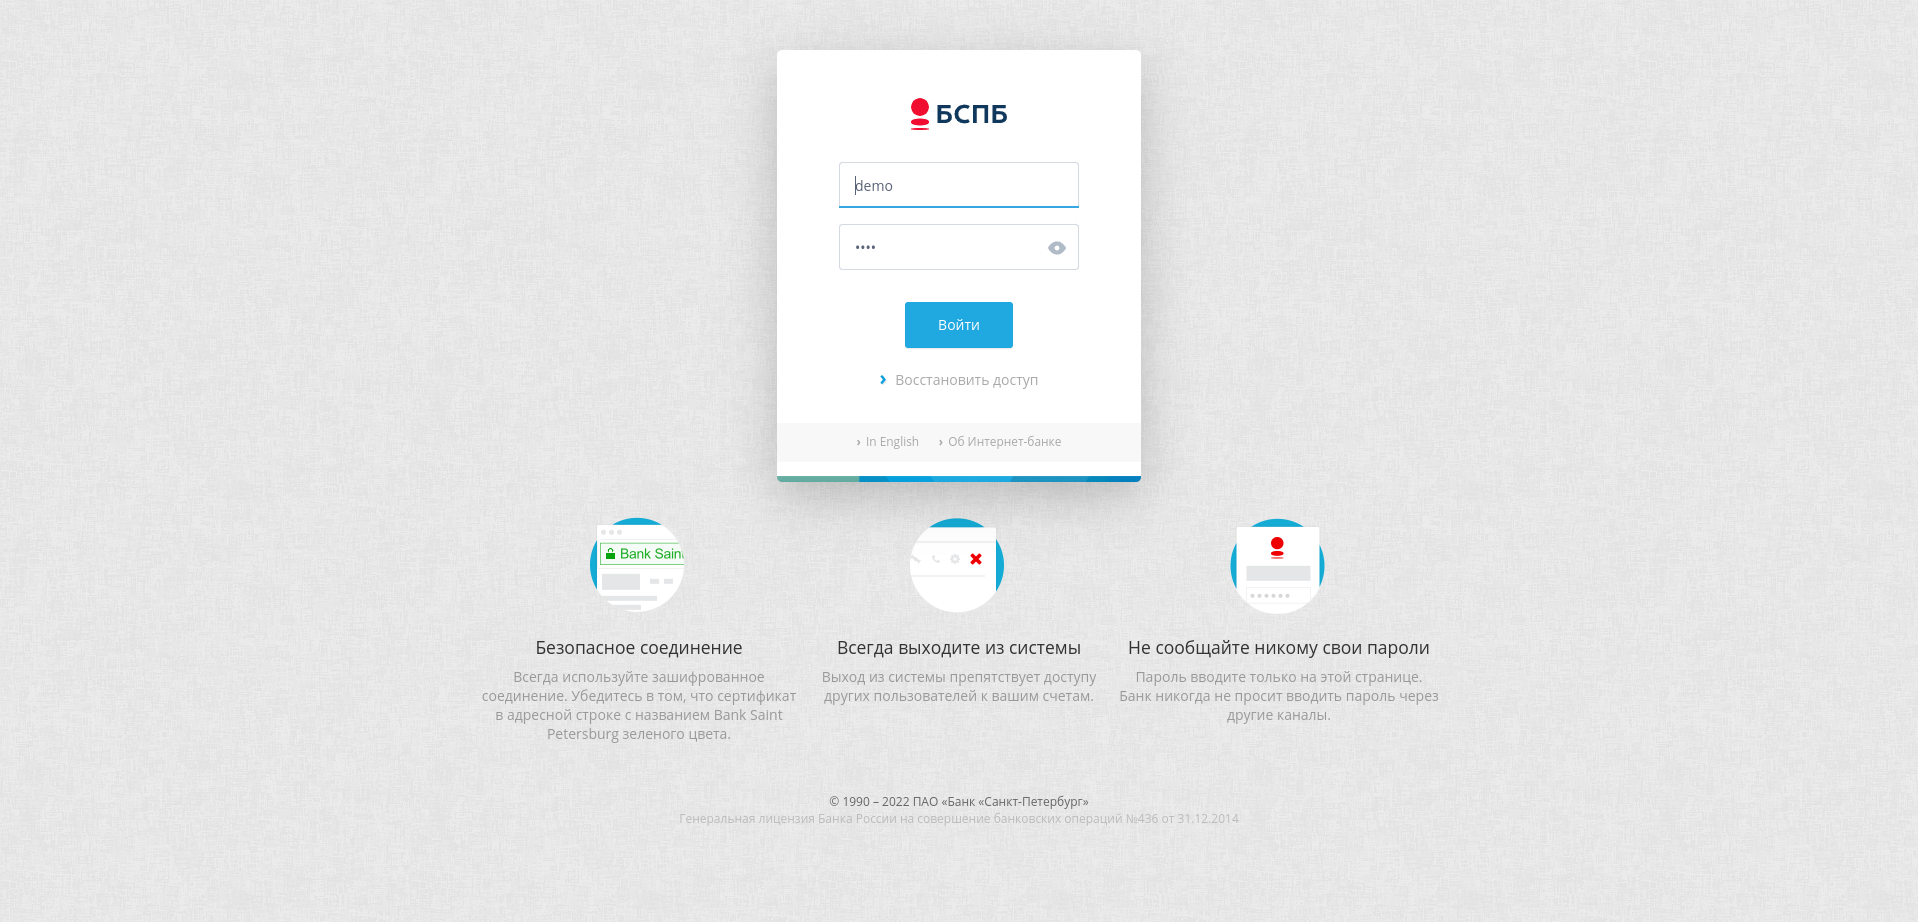 БСПБ
demo
••••
Войти
› Восстановить доступ
› In English › Об Интернет-банке
Bank Sain
Безопасное соединение
Всегда используйте зашифрованное
соединение. Убедитесь в том, что сертификат
в адресной строке с названием Bank Saint
Petersburg зеленого цвета.
Всегда выходите из системы
Выход из системы препятствует доступу
других пользователей к вашим счетам.
Не сообщайте никому свои пароли
Пароль вводите только на этой странице.
Банк никогда не просит вводить пароль через
другие каналы.
© 1990 – 2022 ПАО «Банк «Санкт-Петербург»
Генеральная лицензия Банка России на совершение банковских операций №436 от 31.12.2014